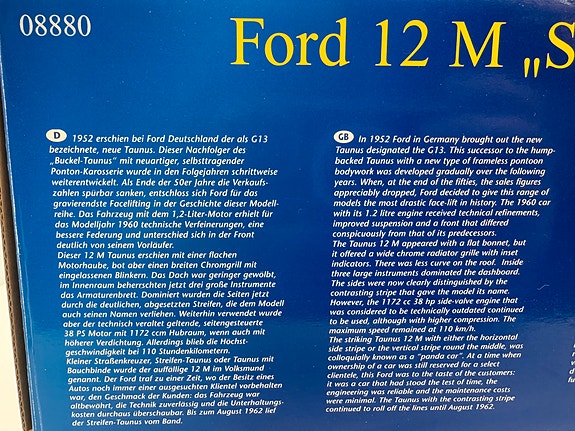 08880
Ford 12 M „S
D 1952 erschien bei Ford Deutschland der als G13
bezeichnete, neue Taunus. Dieser Nachfolger des
„Buckel-Taunus" mit neuartiger, selbsttragender
Ponton-Karosserie wurde in den Folgejahren schrittweise
weiterentwickelt. Als Ende der 50er Jahre die Verkaufs-
zahlen spürbar sanken, entschloss sich Ford für das
gravierendste Facelifting in der Geschichte dieser Modell-
reihe. Das Fahrzeug mit dem 1,2-Liter-Motor erhielt für
das Modelljahr 1960 technische Verfeinerungen, eine
bessere Federung und unterschied sich in der Front
deutlich von seinem Vorläufer.
Dieser 12 M Taunus erschien mit einer flachen
Motorhaube, bot aber einen breiten Chromgrill mit
eingelassenen Blinkern. Das Dach war geringer gewölbt,
im Innenraum beherrschten jetzt drei große Instrumente
das Armaturenbrett. Dominiert wurden die Seiten jetzt
durch die deutlichen, abgesetzten Streifen, die dem Modell
auch seinen Namen verliehen. Weiterhin verwendet wurde
aber der technisch veraltet geltende, seitengesteuerte
38 PS Motor mit 1172 ccm Hubraum, wenn auch mit
höherer Verdichtung. Allerdings blieb die Höchst-
geschwindigkeit bei 110 Stundenkilometern.
Kleiner Straßenkreuzer, Streifen-Taunus oder Taunus mit
Bauchbinde wurde der auffällige 12 M im Volksmund
genannt. Der Ford traf zu einer Zeit, wo der Besitz eines
Autos noch immer einer ausgesuchten Klientel vorbehalten
war, den Geschmack der Kunden: das Fahrzeug war
altbewährt, die Technik zuverlässig und die Unterhaltungs-
kosten durchaus überschaubar. Bis zum August 1962 lief
der Streifen-Taunus vom Band.
GB In 1952 Ford in Germany brought out the new
Taunus designated the G13. This successor to the hump-
backed Taunus with a new type of frameless pontoon
bodywork was developed gradually over the following
years. When, at the end of the fifties, the sales figures
appreciably dropped, Ford decided to give this range of
models the most drastic face-lift in history. The 1960 car
with its 1.2 litre engine received technical refinements,
improved suspension and a front that differed
conspicuously from that of its predecessors.
The Taunus 12 M appeared with a flat bonnet, but
it offered a wide chrome radiator grille with inset
indicators. There was less curve on the roof. Inside
three large instruments dominated the dashboard.
The sides were now clearly distinguished by the
contrasting stripe that gave the model its name.
However, the 1172 cc 38 hp side-valve engine that
was considered to be technically outdated continued
to be used, although with higher compression. The
maximum speed remained at 110 km/h.
The striking Taunus 12 M with either the horizontal
side stripe or the vertical stripe round the middle, was
colloquially known as a "panda car". At a time when
ownership of a car was still reserved for a select
clientele, this Ford was to the taste of the customers:
it was a car that had stood the test of time, the
engineering was reliable and the maintenance costs
were minimal. The Taunus with the contrasting stripe
continued to roll off the lines until August 1962.